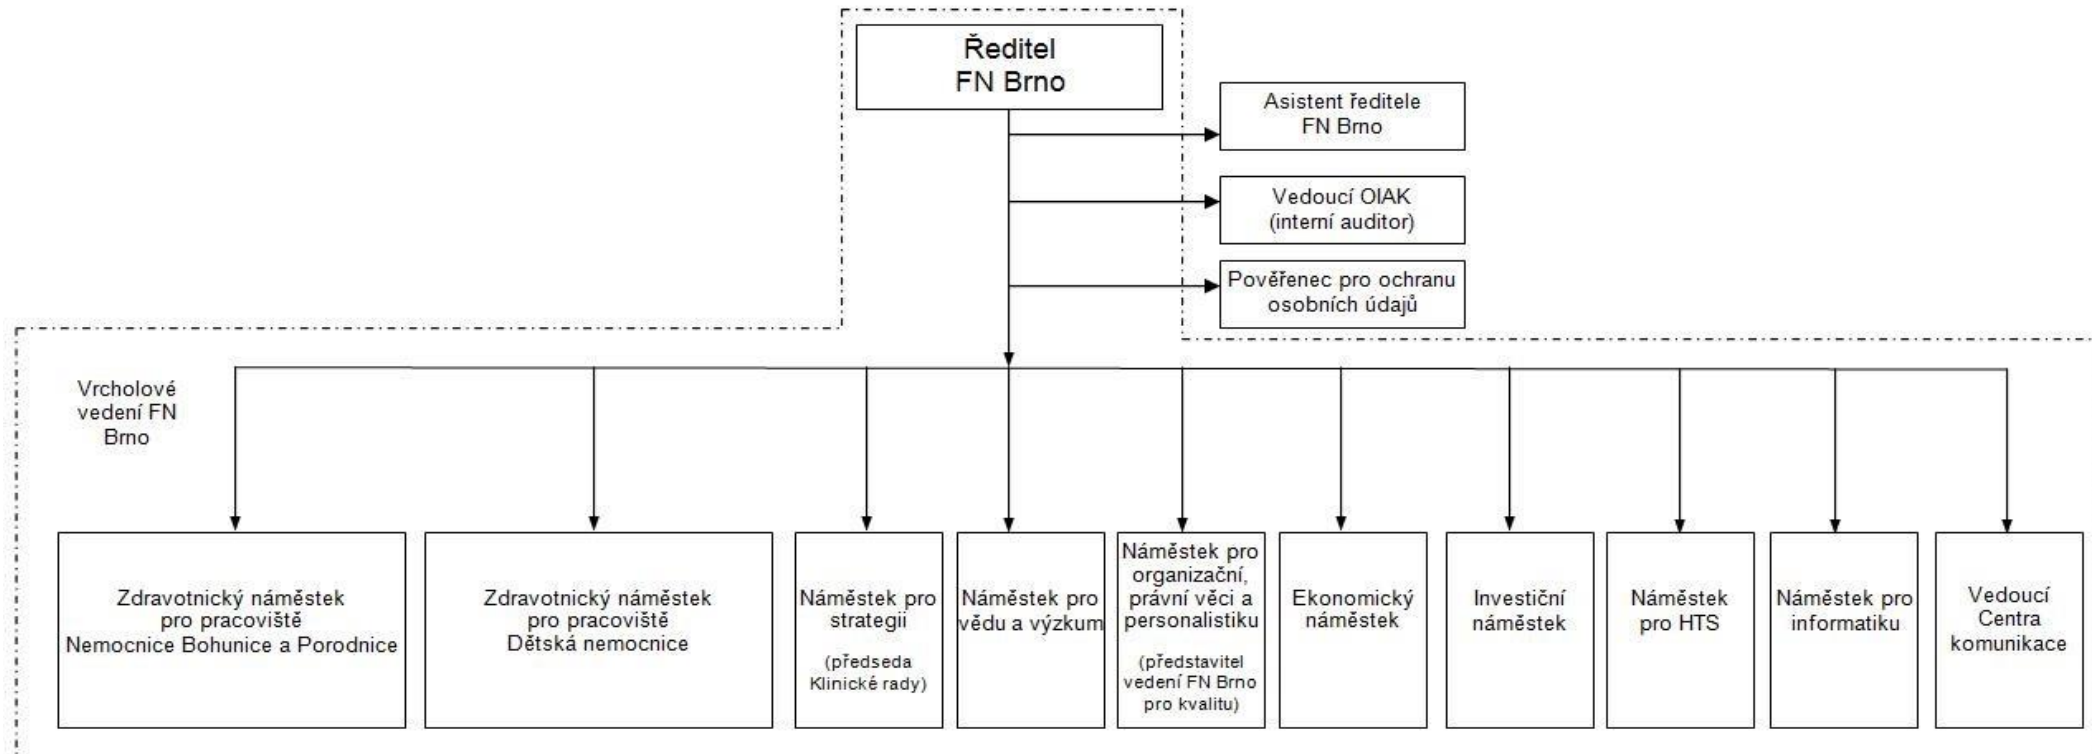 Ředitel
FN Brno
Asistent ředitele
FN Brno
Vedoucí OIAK
(interní auditor)
Pověřenec pro ochranu
osobních údajů
Vrcholové
vedení FN
Brno
Zdravotnický náměstek
pro pracoviště
Nemocnice Bohunice a Porodnice
Zdravotnický náměstek
pro pracoviště
Dětská nemocnice
Náměstek pro
strategii
(předseda
Klinické rady)
Náměstek pro
vědu a výzkum
Náměstek pro
organizační,
právní věci a
personalistiku
(představitel
vedení FN Brno
pro kvalitu)
Ekonomický
náměstek
Investiční
náměstek
Náměstek
pro HTS
Náměstek pro
informatiku
Vedoucí
Centra
komunikace